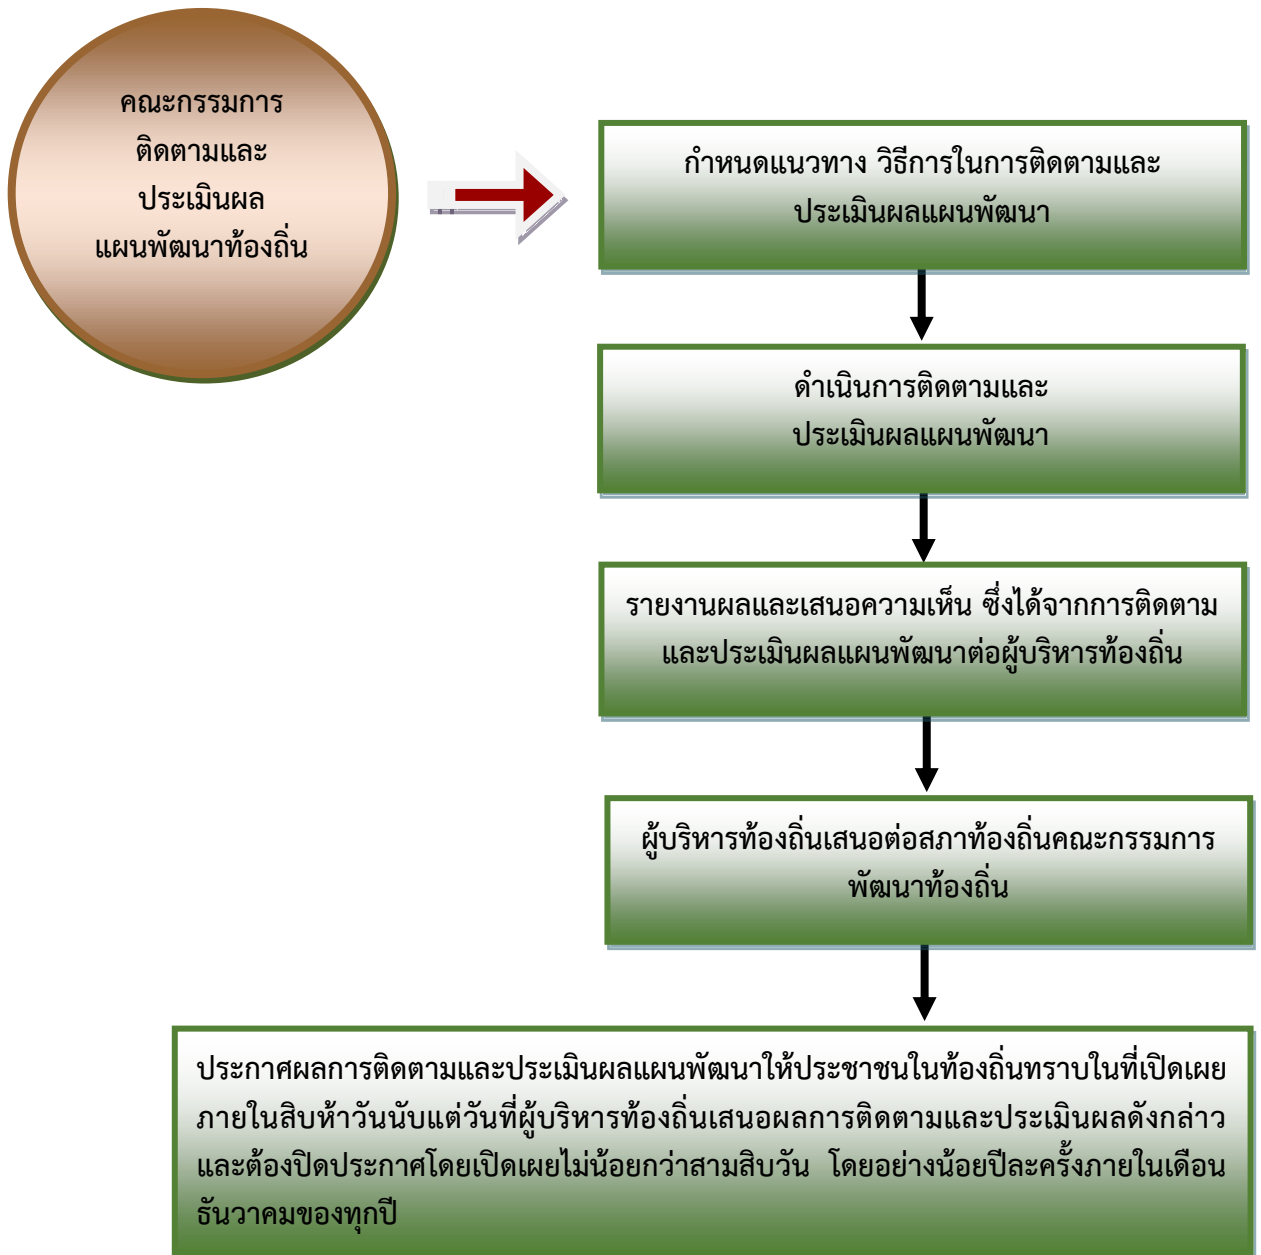 คณะกรรมการ
ติดตามและ
ประเมินผล
แผนพัฒนาท้องถิ่น
กำหนดแนวทาง วิธีการในการติดตามและ
ประเมินผลแผนพัฒนา
ดำเนินการติดตามและ
ประเมินผลแผนพัฒนา
รายงานผลและเสนอความเห็น ซึ่งได้จากการติดตาม
และประเมินผลแผนพัฒนาต่อผู้บริหารท้องถิ่น
ผู้บริหารท้องถิ่นเสนอต่อสภาท้องถิ่นคณะกรรมการ
พัฒนาท้องถิ่น
ประกาศผลการติดตามและประเมินผลแผนพัฒนาให้ประชาชนในท้องถิ่นทราบในที่เปิดเผย
ภายในสิบห้าวันนับแต่วันที่ผู้บริหารท้องถิ่นเสนอผลการติดตามและประเมินผลดังกล่าว
และต้องปิดประกาศโดยเปิดเผยไม่น้อยกว่าสามสิบวัน โดยอย่างน้อยปีละครั้งภายในเดือน
ธันวาคมของทุกปี